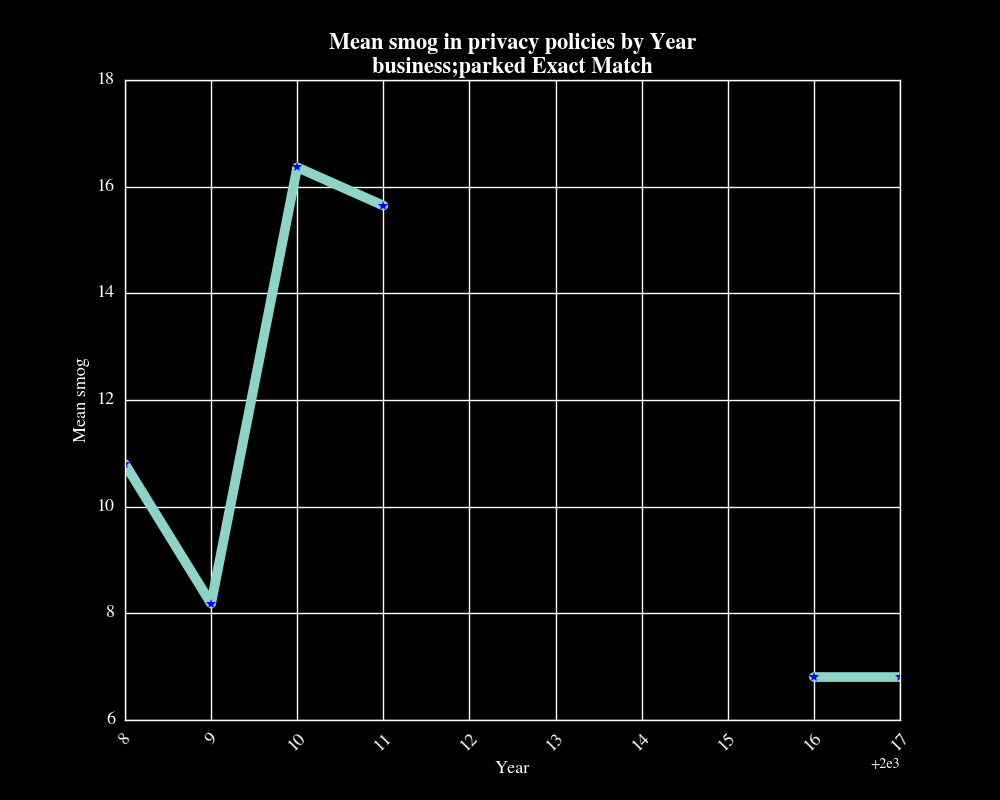 Mean smog in privacy policies by Year
business;parked Exact Match
18
16
14
12
10
8
6
Mean smog
8 9 10 11 12 13 14 15 16 17
Year
+2e3